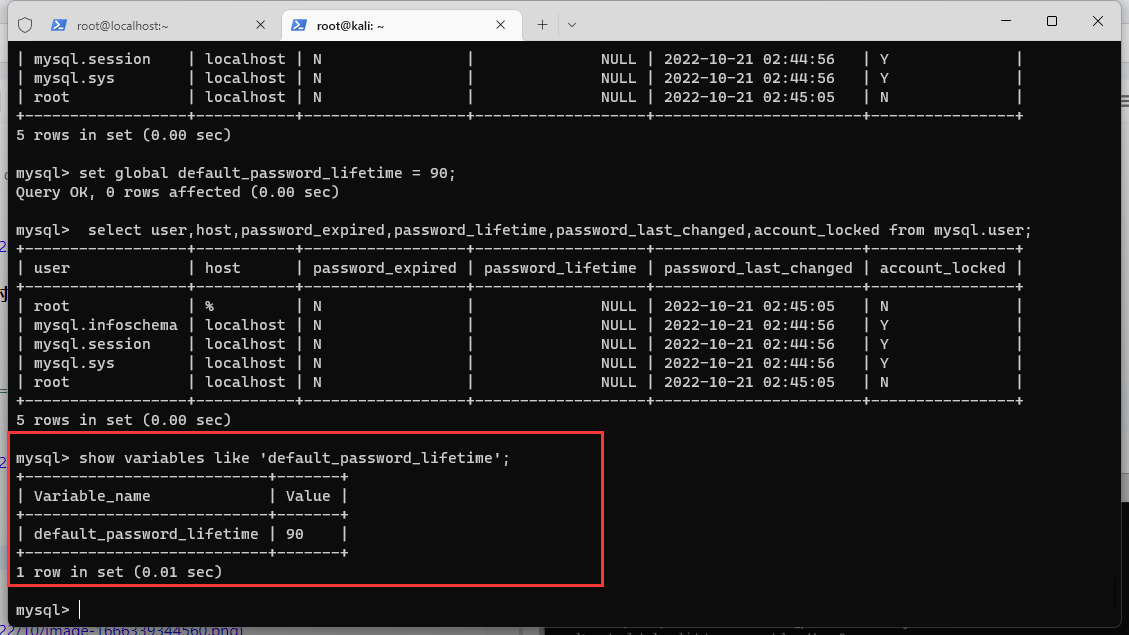 root@localhost:~
root@kali: ~
| mysql.session    | localhost | N                |              NULL | 2022-10-21 02:44:56   | Y              |
| mysql.sys        | localhost | N                |              NULL | 2022-10-21 02:44:56   | Y              |
| root             | localhost | N                |              NULL | 2022-10-21 02:45:05   | N              |
+------------------+-----------+------------------+-------------------+-----------------------+----------------+
5 rows in set (0.00 sec)
mysql> set global default_password_lifetime = 90;
Query OK, 0 rows affected (0.00 sec)
mysql>  select user,host,password_expired,password_lifetime,password_last_changed,account_locked from mysql.user;
+------------------+-----------+------------------+-------------------+-----------------------+----------------+
| user             | host      | password_expired | password_lifetime | password_last_changed | account_locked |
+------------------+-----------+------------------+-------------------+-----------------------+----------------+
| root             | %         | N                |              NULL | 2022-10-21 02:45:05   | N              |
| mysql.infoschema | localhost | N                |              NULL | 2022-10-21 02:44:56   | Y              |
| mysql.session    | localhost | N                |              NULL | 2022-10-21 02:44:56   | Y              |
| mysql.sys        | localhost | N                |              NULL | 2022-10-21 02:44:56   | Y              |
| root             | localhost | N                |              NULL | 2022-10-21 02:45:05   | N              |
+------------------+-----------+------------------+-------------------+-----------------------+----------------+
5 rows in set (0.00 sec)
mysql> show variables like 'default_password_lifetime';
+---------------------------+-------+
| Variable_name             | Value |
+---------------------------+-------+
| default_password_lifetime | 90    |
+---------------------------+-------+
1 row in set (0.01 sec)
mysql>
22/10/image-1666339344560.png)